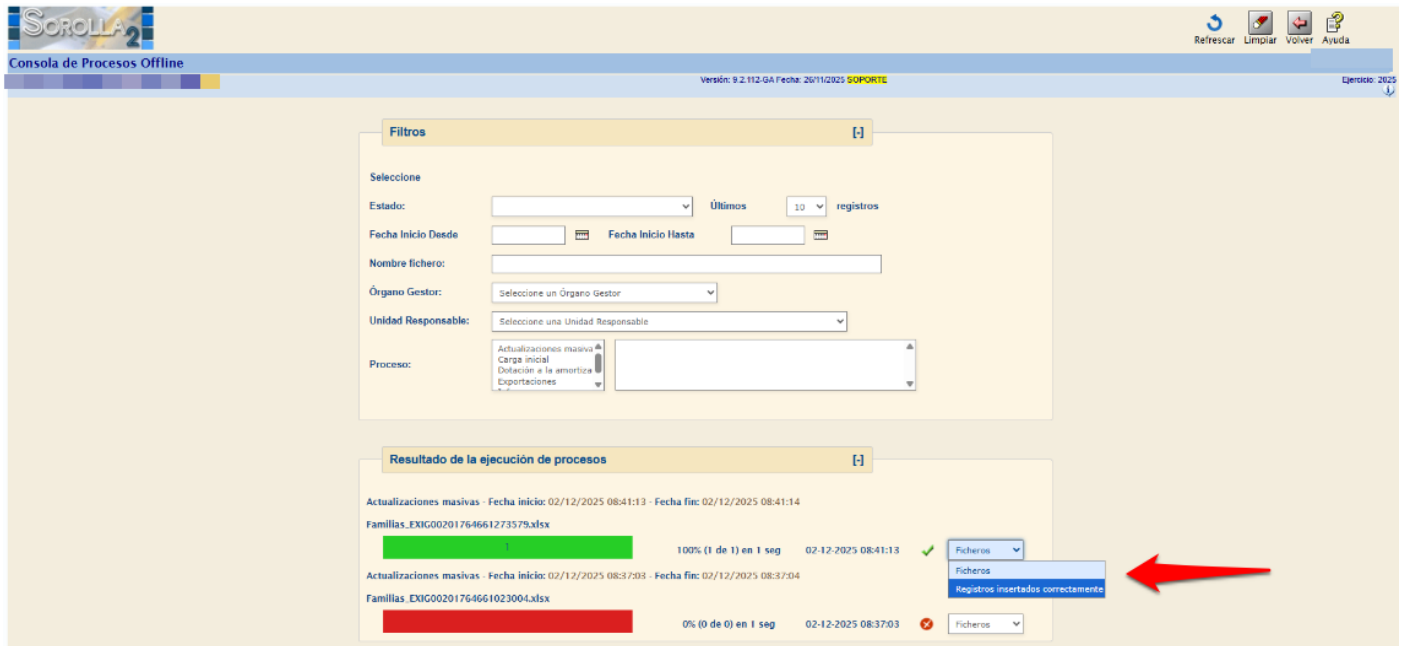 SOROLLA2
Refrescar Limpiar Volver Ayuda
Consola de Procesos Offline
Versión: 9.2.112-GA Fecha: 26/11/2025 SOPORTE Ejercicio: 2025
Filtros [-]
Seleccione
Estado: Últimos 10 registros
Fecha Inicio Desde Fecha Inicio Hasta
Nombre fichero:
Órgano Gestor: Seleccione un Órgano Gestor
Unidad Responsable: Seleccione una Unidad Responsable
Proceso:
Actualizaciones masiva
Carga inicial
Dotación a la amortiza
Exportaciones
Resultado de la ejecución de procesos [-]
Actualizaciones masivas - Fecha inicio: 02/12/2025 08:41:13 - Fecha fin: 02/12/2025 08:41:14
Familias_EXIG00201764661273579.xlsx
1 100% (1 de 1) en 1 seg 02-12-2025 08:41:13 Ficheros
Ficheros
Registros insertados correctamente
Actualizaciones masivas - Fecha inicio: 02/12/2025 08:37:03 - Fecha fin: 02/12/2025 08:37:04
Familias_EXIG00201764661023004.xlsx
0% (0 de 0) en 1 seg 02-12-2025 08:37:03 Ficheros